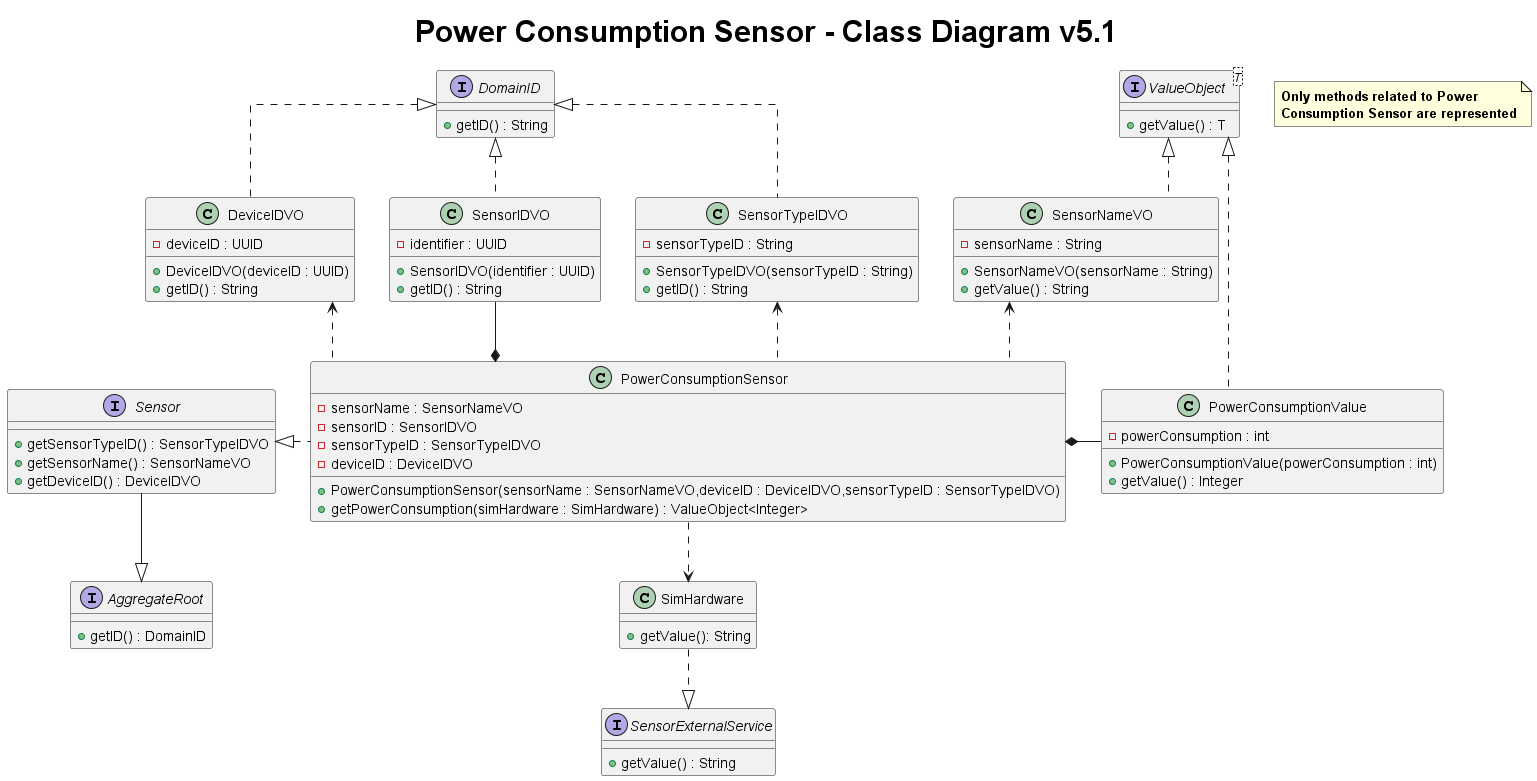 Power Consumption Sensor - Class Diagram v5.1
I DomainID
+ getID() : String
I ValueObject
T
getValue() : T
Only methods related to Power
Consumption Sensor are represented
C DeviceIDVO
deviceID : UUID
DeviceIDVO(deviceID : UUID)
getID() : String
C SensorIDVO
identifier : UUID
SensorIDVO(identifier : UUID)
getID() : String
C SensorTypeIDVO
sensorTypeID : String
SensorTypeIDVO(sensorTypeID : String)
getID() : String
C SensorNameVO
sensorName : String
SensorNameVO(sensorName : String)
getValue() : String
I Sensor
getSensorTypeID() : SensorTypeIDVO
getSensorName() : SensorNameVO
getDeviceID() : DeviceIDVO
C PowerConsumptionSensor
sensorName : SensorNameVO
sensorID : SensorIDVO
sensorTypeID : SensorTypeIDVO
deviceID : DeviceIDVO
PowerConsumptionSensor(sensorName : SensorNameVO,deviceID : DeviceIDVO,sensorTypeID : SensorTypeIDVO)
getPowerConsumption(simHardware : SimHardware) : ValueObject<Integer>
C PowerConsumptionValue
powerConsumption : int
PowerConsumptionValue(powerConsumption : int)
getValue() : Integer
I AggregateRoot
getID() : DomainID
C SimHardware
getValue(): String
I SensorExternalService
getValue() : String